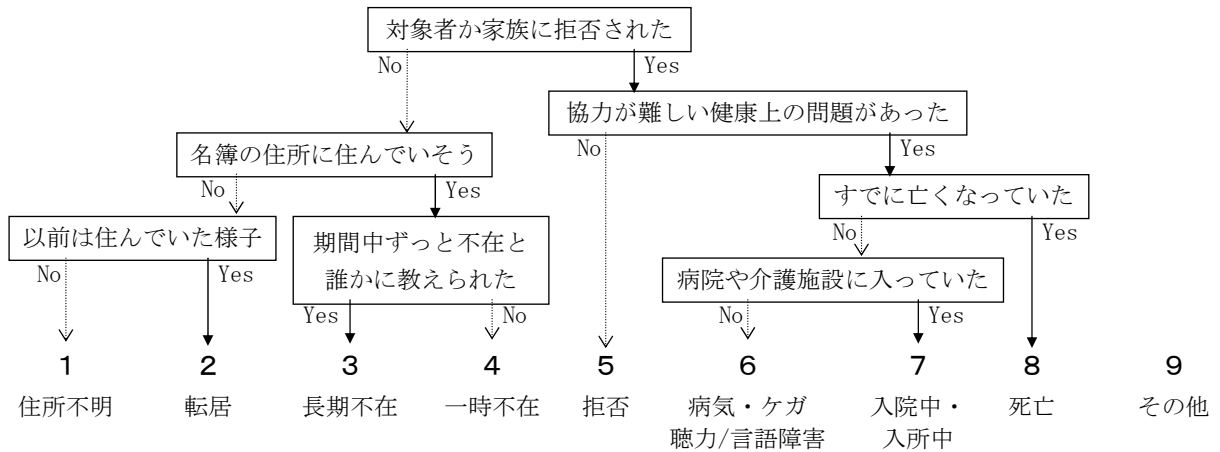 対象者か家族に拒否された
No
Yes
協力が難しい健康上の問題があった
名簿の住所に住んでいそう
No
Yes
No
Yes
すでに亡くなっていた
以前は住んでいた様子
期間中ずっと不在と
誰かに教えられた
No
Yes
病院や介護施設に入っていた
No
Yes
Yes
No
No
Yes
1
2
3
4
5
6
7
8
9
住所不明
転居
長期不在
一時不在
拒否
病気・ケガ
聴力/言語障害
入院中・
入所中
死亡
その他